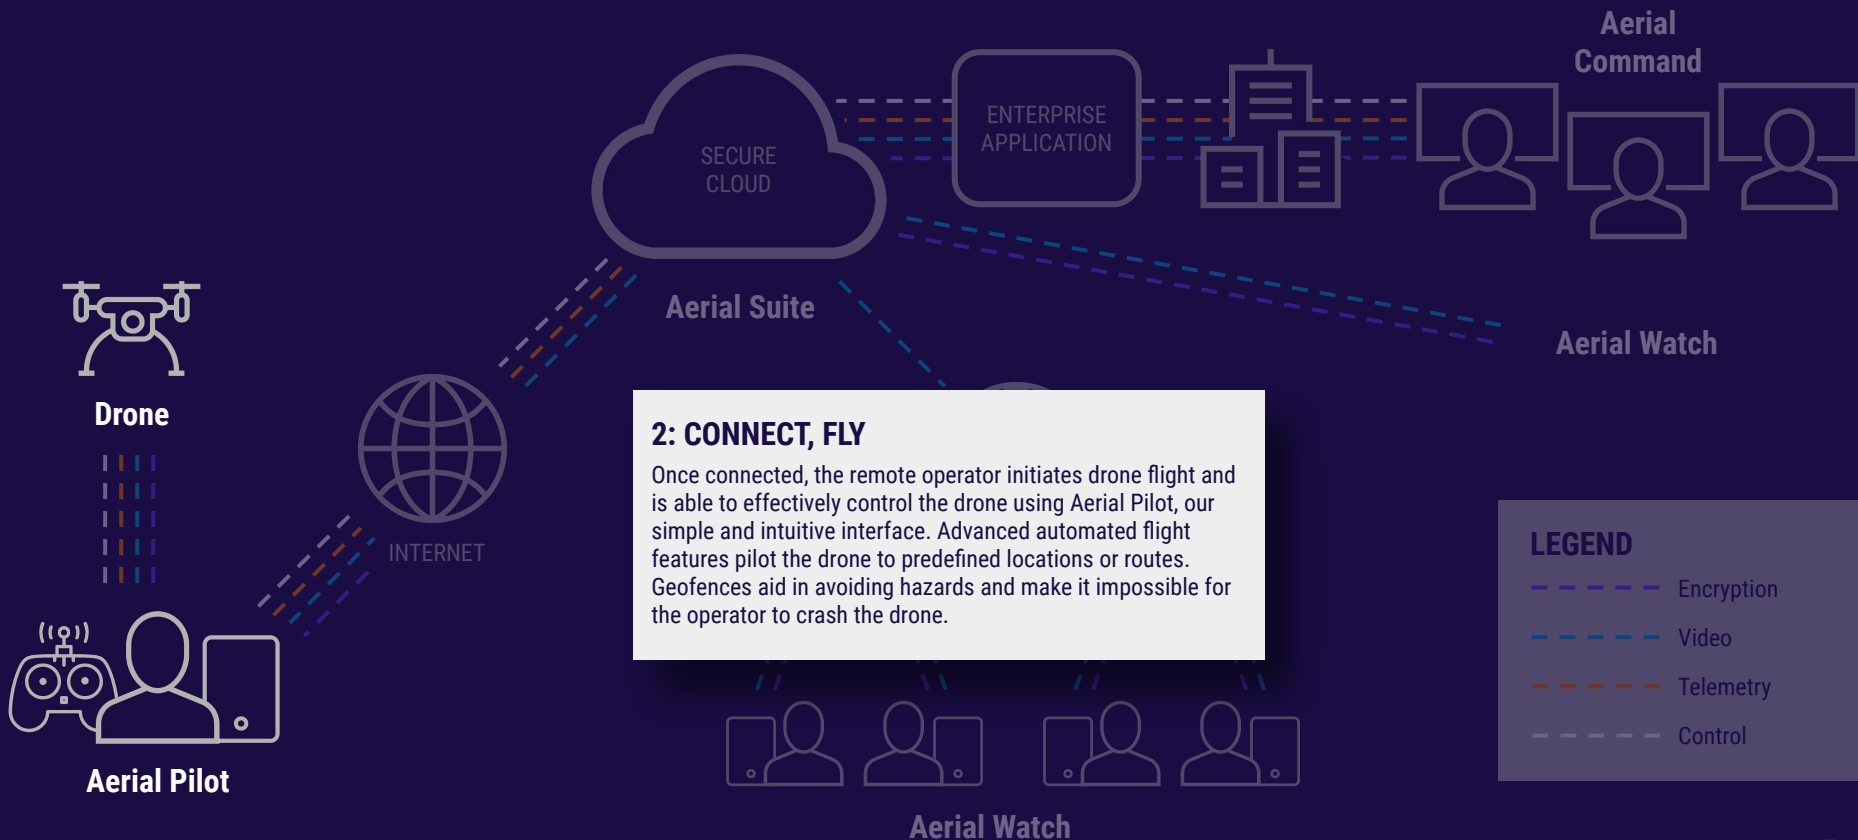 Aerial
Command
ENTERPRISE
APPLICATION
SECURE
CLOUD
Aerial Suite
Aerial Watch
Drone
INTERNET
2: CONNECT, FLY
Once connected, the remote operator initiates drone flight and
is able to effectively control the drone using Aerial Pilot, our
simple and intuitive interface. Advanced automated flight
features pilot the drone to predefined locations or routes.
Geofences aid in avoiding hazards and make it impossible for
the operator to crash the drone.
LEGEND
Encryption
Video
Telemetry
Control
Aerial Pilot
Aerial Watch